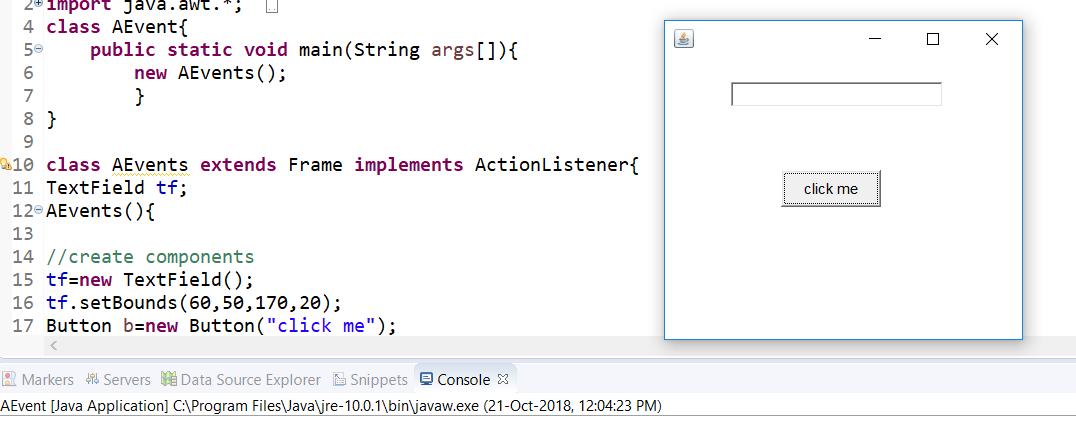 2 import java.awt.*;
4 class AEvent{
5 public static void main(String args[]){
6 new AEvents();
7 }
8 }
9
10 class AEvents extends Frame implements ActionListener{
11 TextField tf;
12 AEvents(){
13
14 //create components
15 tf=new TextField();
16 tf.setBounds(60,50,170,20);
17 Button b=new Button("click me");
click me
Markers Servers Data Source Explorer Snippets Console
AEvent [Java Application] C:\Program Files\Java\jre-10.0.1\bin\javaw.exe (21-Oct-2018, 12:04:23 PM)